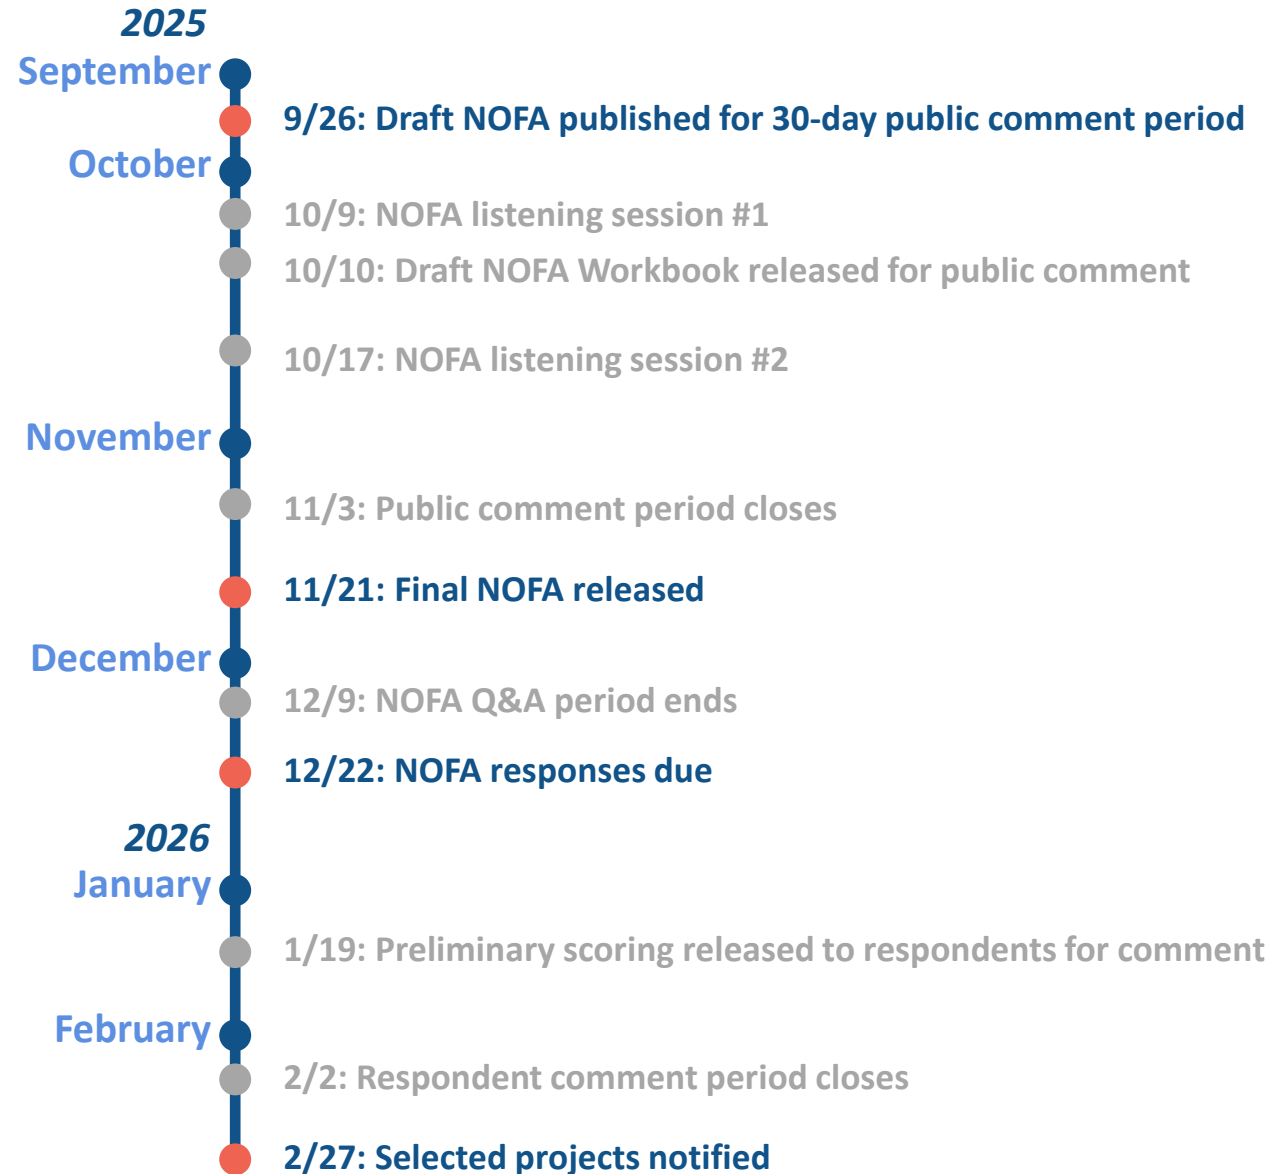 2025
September
9/26: Draft NOFA published for 30-day public comment period
October
10/9: NOFA listening session #1
10/10: Draft NOFA Workbook released for public comment
10/17: NOFA listening session #2
November
11/3: Public comment period closes
11/21: Final NOFA released
December
12/9: NOFA Q&A period ends
12/22: NOFA responses due
2026
January
1/19: Preliminary scoring released to respondents for comment
February
2/2: Respondent comment period closes
2/27: Selected projects notified